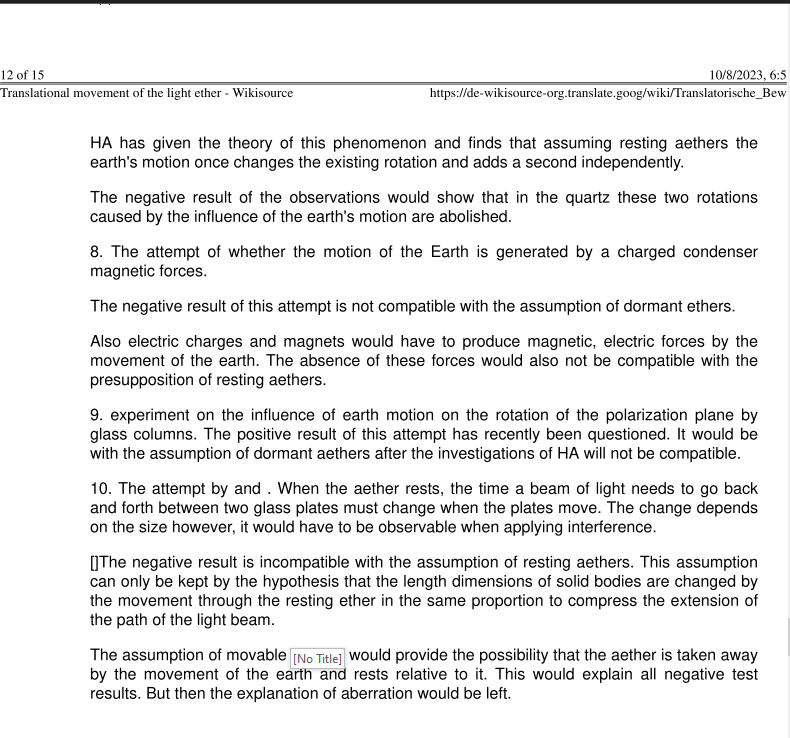 12 of 15
10/8/2023, 6:5
Translational movement of the light ether - Wikisource
https://de-wikisource-org.translate.goog/wiki/Translatorische_Bew
HA has given the theory of this phenomenon and finds that assuming resting aethers the
earth's motion once changes the existing rotation and adds a second independently.
The negative result of the observations would show that in the quartz these two rotations
caused by the influence of the earth's motion are abolished.
8. The attempt of whether the motion of the Earth is generated by a charged condenser
magnetic forces.
The negative result of this attempt is not compatible with the assumption of dormant ethers.
Also electric charges and magnets would have to produce magnetic, electric forces by the
movement of the earth. The absence of these forces would also not be compatible with the
presupposition of resting aethers.
9. experiment on the influence of earth motion on the rotation of the polarization plane by
glass columns. The positive result of this attempt has recently been questioned. It would be
with the assumption of dormant aethers after the investigations of HA will not be compatible.
10. The attempt by and . When the aether rests, the time a beam of light needs to go back
and forth between two glass plates must change when the plates move. The change depends
on the size however, it would have to be observable when applying interference.
[]The negative result is incompatible with the assumption of resting aethers. This assumption
can only be kept by the hypothesis that the length dimensions of solid bodies are changed by
the movement through the resting ether in the same proportion to compress the extension of
the path of the light beam.
The assumption of movable [No Title] would provide the possibility that the aether is taken away
by the movement of the earth and rests relative to it. This would explain all negative test
results. But then the explanation of aberration would be left.